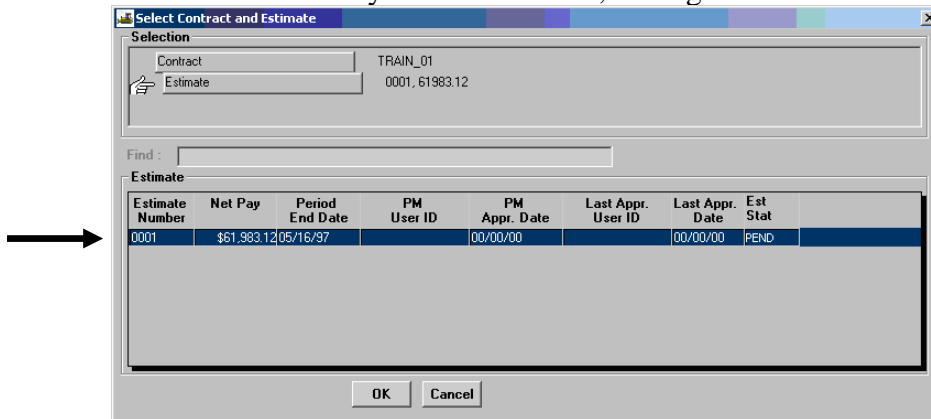 Select Contract and Estimate
Selection
Contract TRAIN_01
Estimate 0001, 61983.12
Find :
Estimate
Estimate Number Net Pay Period End Date PM User ID PM Appr. Date Last Appr. User ID Last Appr. Date Est Stat
0001 $61,983.12 05/16/97 00/00/00 00/00/00 PEND
OK Cancel